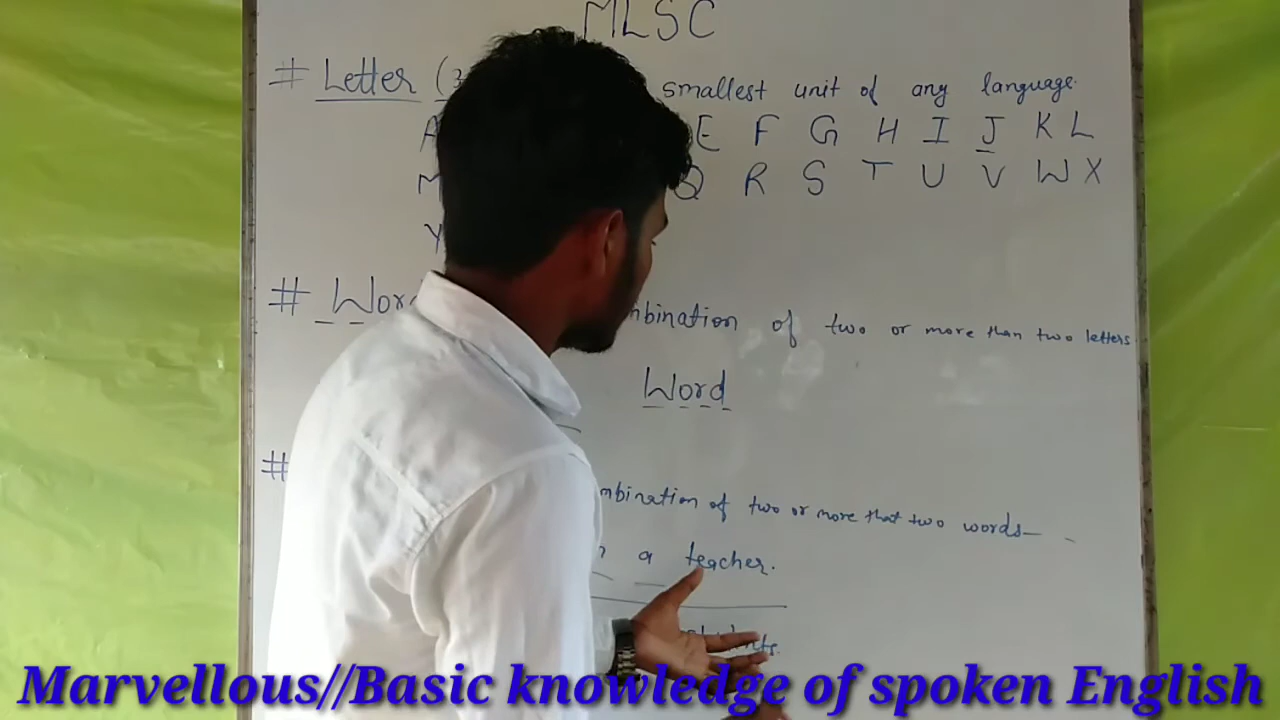 MLSC
# Letter ( smallest unit of any language.
A E F G H I J K L
M Q R S T U V W X
Y
# Wor mbination of two or more than two letters
Word
#
mbination of two or more that two words
a teacher.
Marvellous//Basic knowledge of spoken English